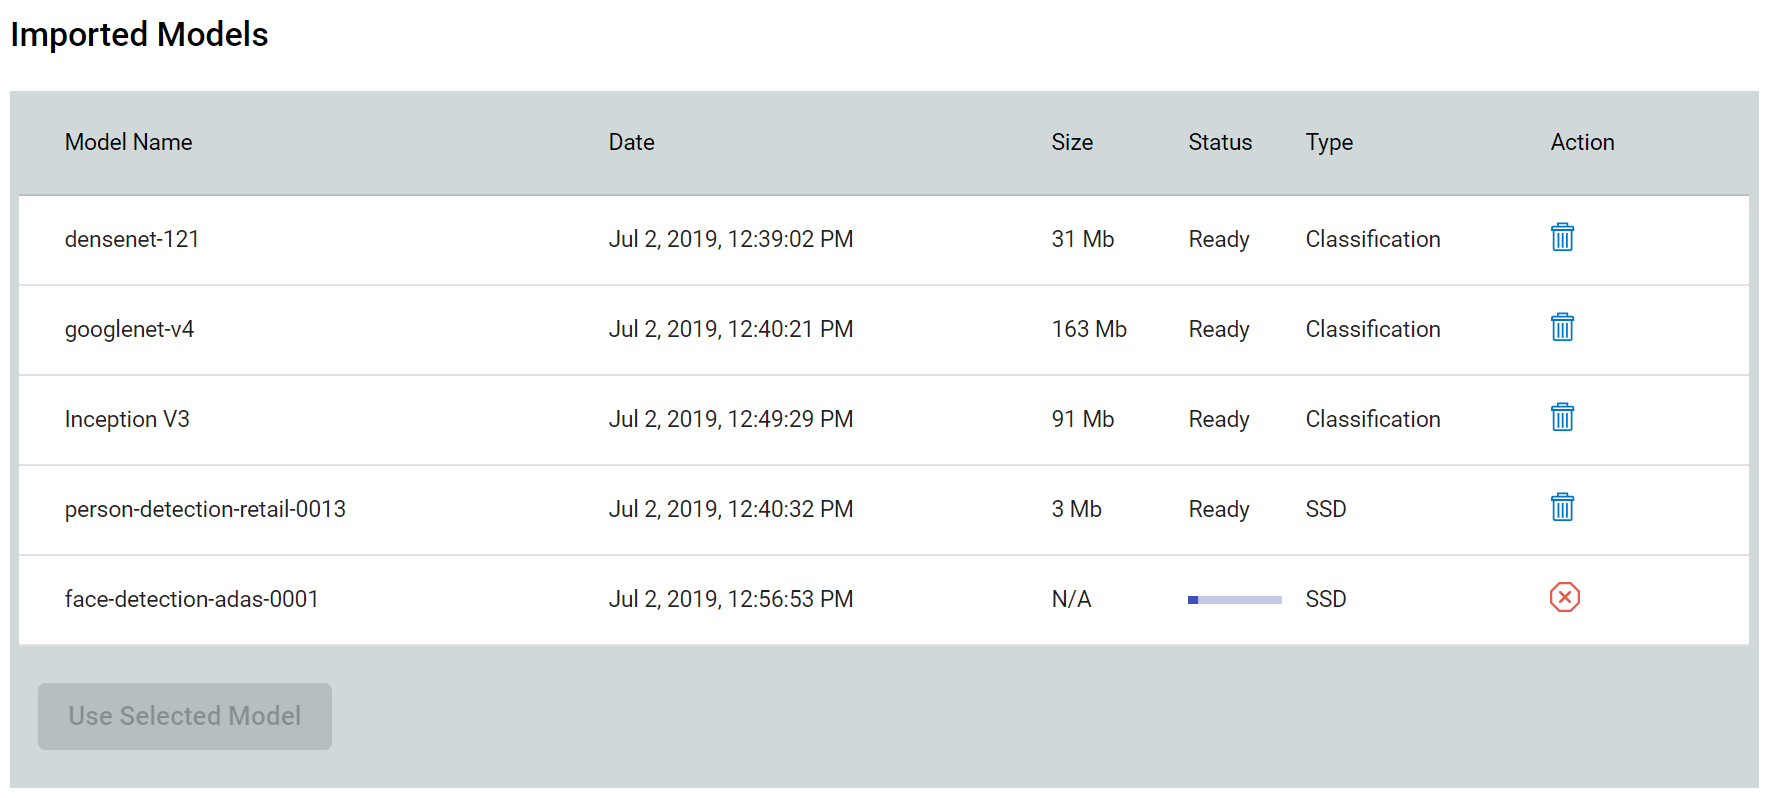 Imported Models
Model Name Date Size Status Type Action
densenet-121 Jul 2, 2019, 12:39:02 PM 31 Mb Ready Classification
googlenet-v4 Jul 2, 2019, 12:40:21 PM 163 Mb Ready Classification
Inception V3 Jul 2, 2019, 12:49:29 PM 91 Mb Ready Classification
person-detection-retail-0013 Jul 2, 2019, 12:40:32 PM 3 Mb Ready SSD
face-detection-adas-0001 Jul 2, 2019, 12:56:53 PM N/A SSD
Use Selected Model